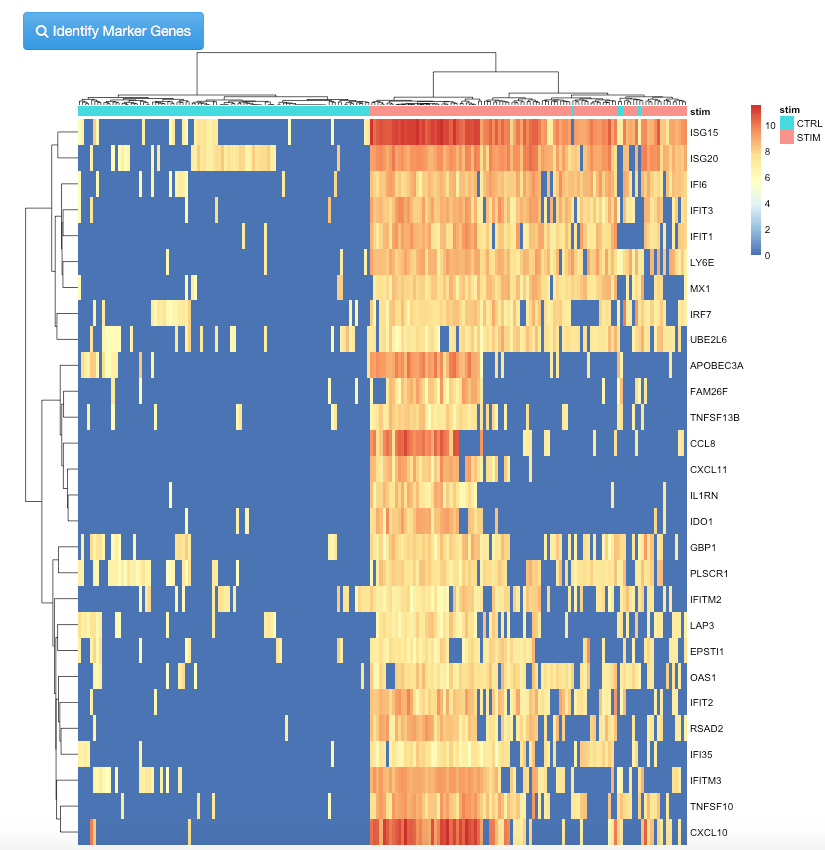 Identify Marker Genes
stim
stim
CTRL
STIM
10
8
6
4
2
0
ISG15
ISG20
IFI6
IFIT3
IFIT1
LY6E
MX1
IRF7
UBE2L6
APOBEC3A
FAM26F
TNFSF13B
CCL8
CXCL11
IL1RN
IDO1
GBP1
PLSCR1
IFITM2
LAP3
EPSTI1
OAS1
IFIT2
RSAD2
IFI35
IFITM3
TNFSF10
CXCL10